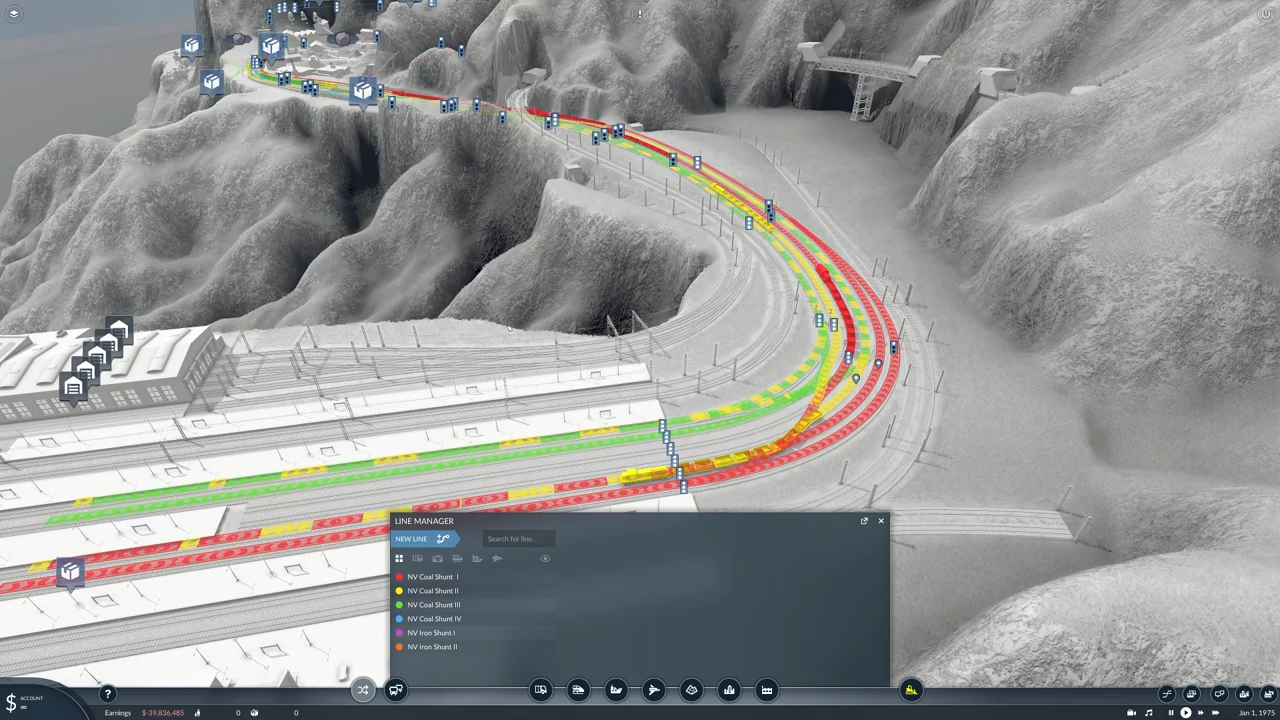 LINE MANAGER
NEW LINE
Search for line...
NV Coal Shunt I
NV Coal Shunt II
NV Coal Shunt III
NV Coal Shunt IV
NV Iron Shunt I
NV Iron Shunt II
$ ACCOUNT
∞
?
Earnings $-39,836,485 0 0
Jan 1, 1975